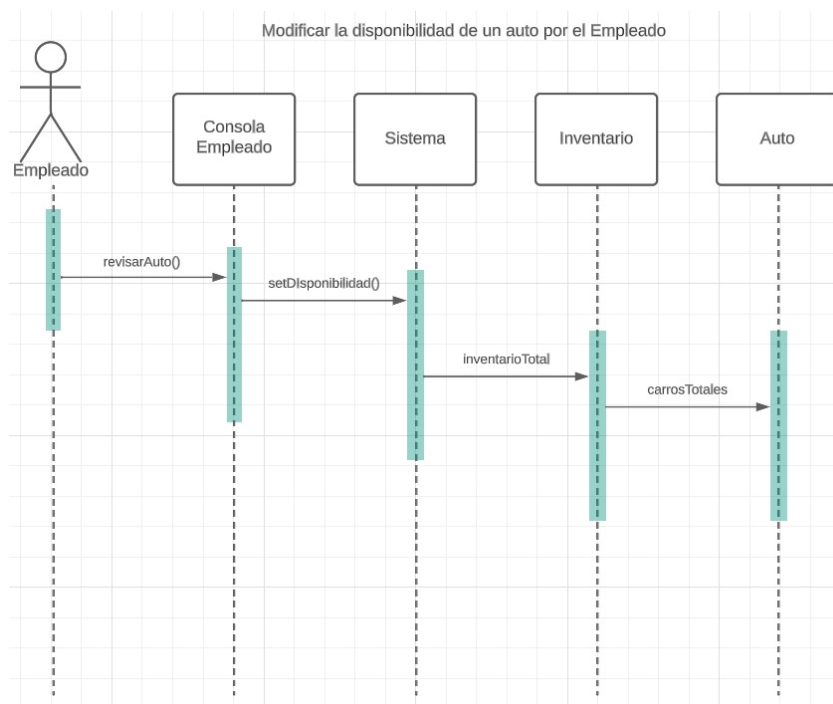 Modificar la disponibilidad de un auto por el Empleado
Consola
Empleado
Sistema
Inventario
Auto
Empleado
revisarAuto()
setDIsponibilidad()
inventarioTotal
carrosTotales